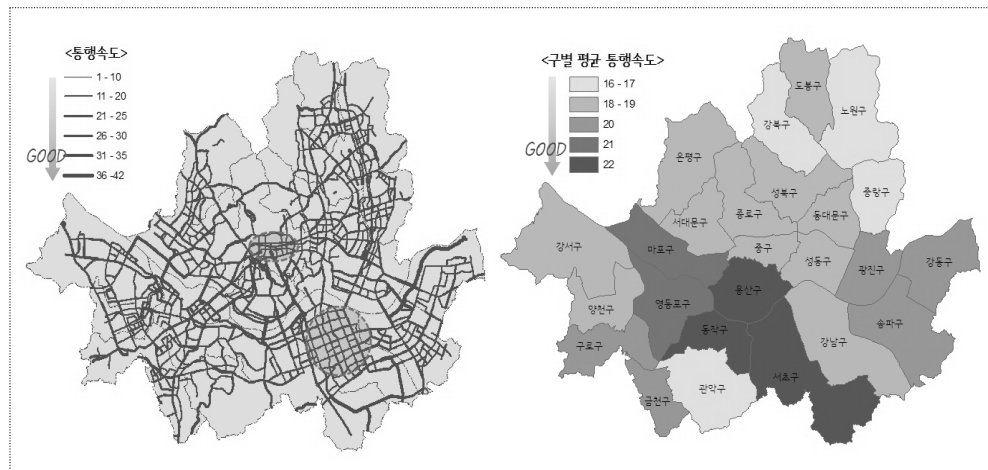 <통행속도>
1 - 10
11 - 20
21 - 25
26 - 30
31 - 35
36 - 42
GOOD
<구별 평균 통행속도>
16 - 17
18 - 19
20
21
22
GOOD
도봉구
노원구
강북구
은평구
성북구
중랑구
서대문구
종로구
동대문구
강서구
마포구
중구
성동구
광진구
강동구
용산구
양천구
영등포구
동작구
송파구
구로구
강남구
서초구
관악구
금천구